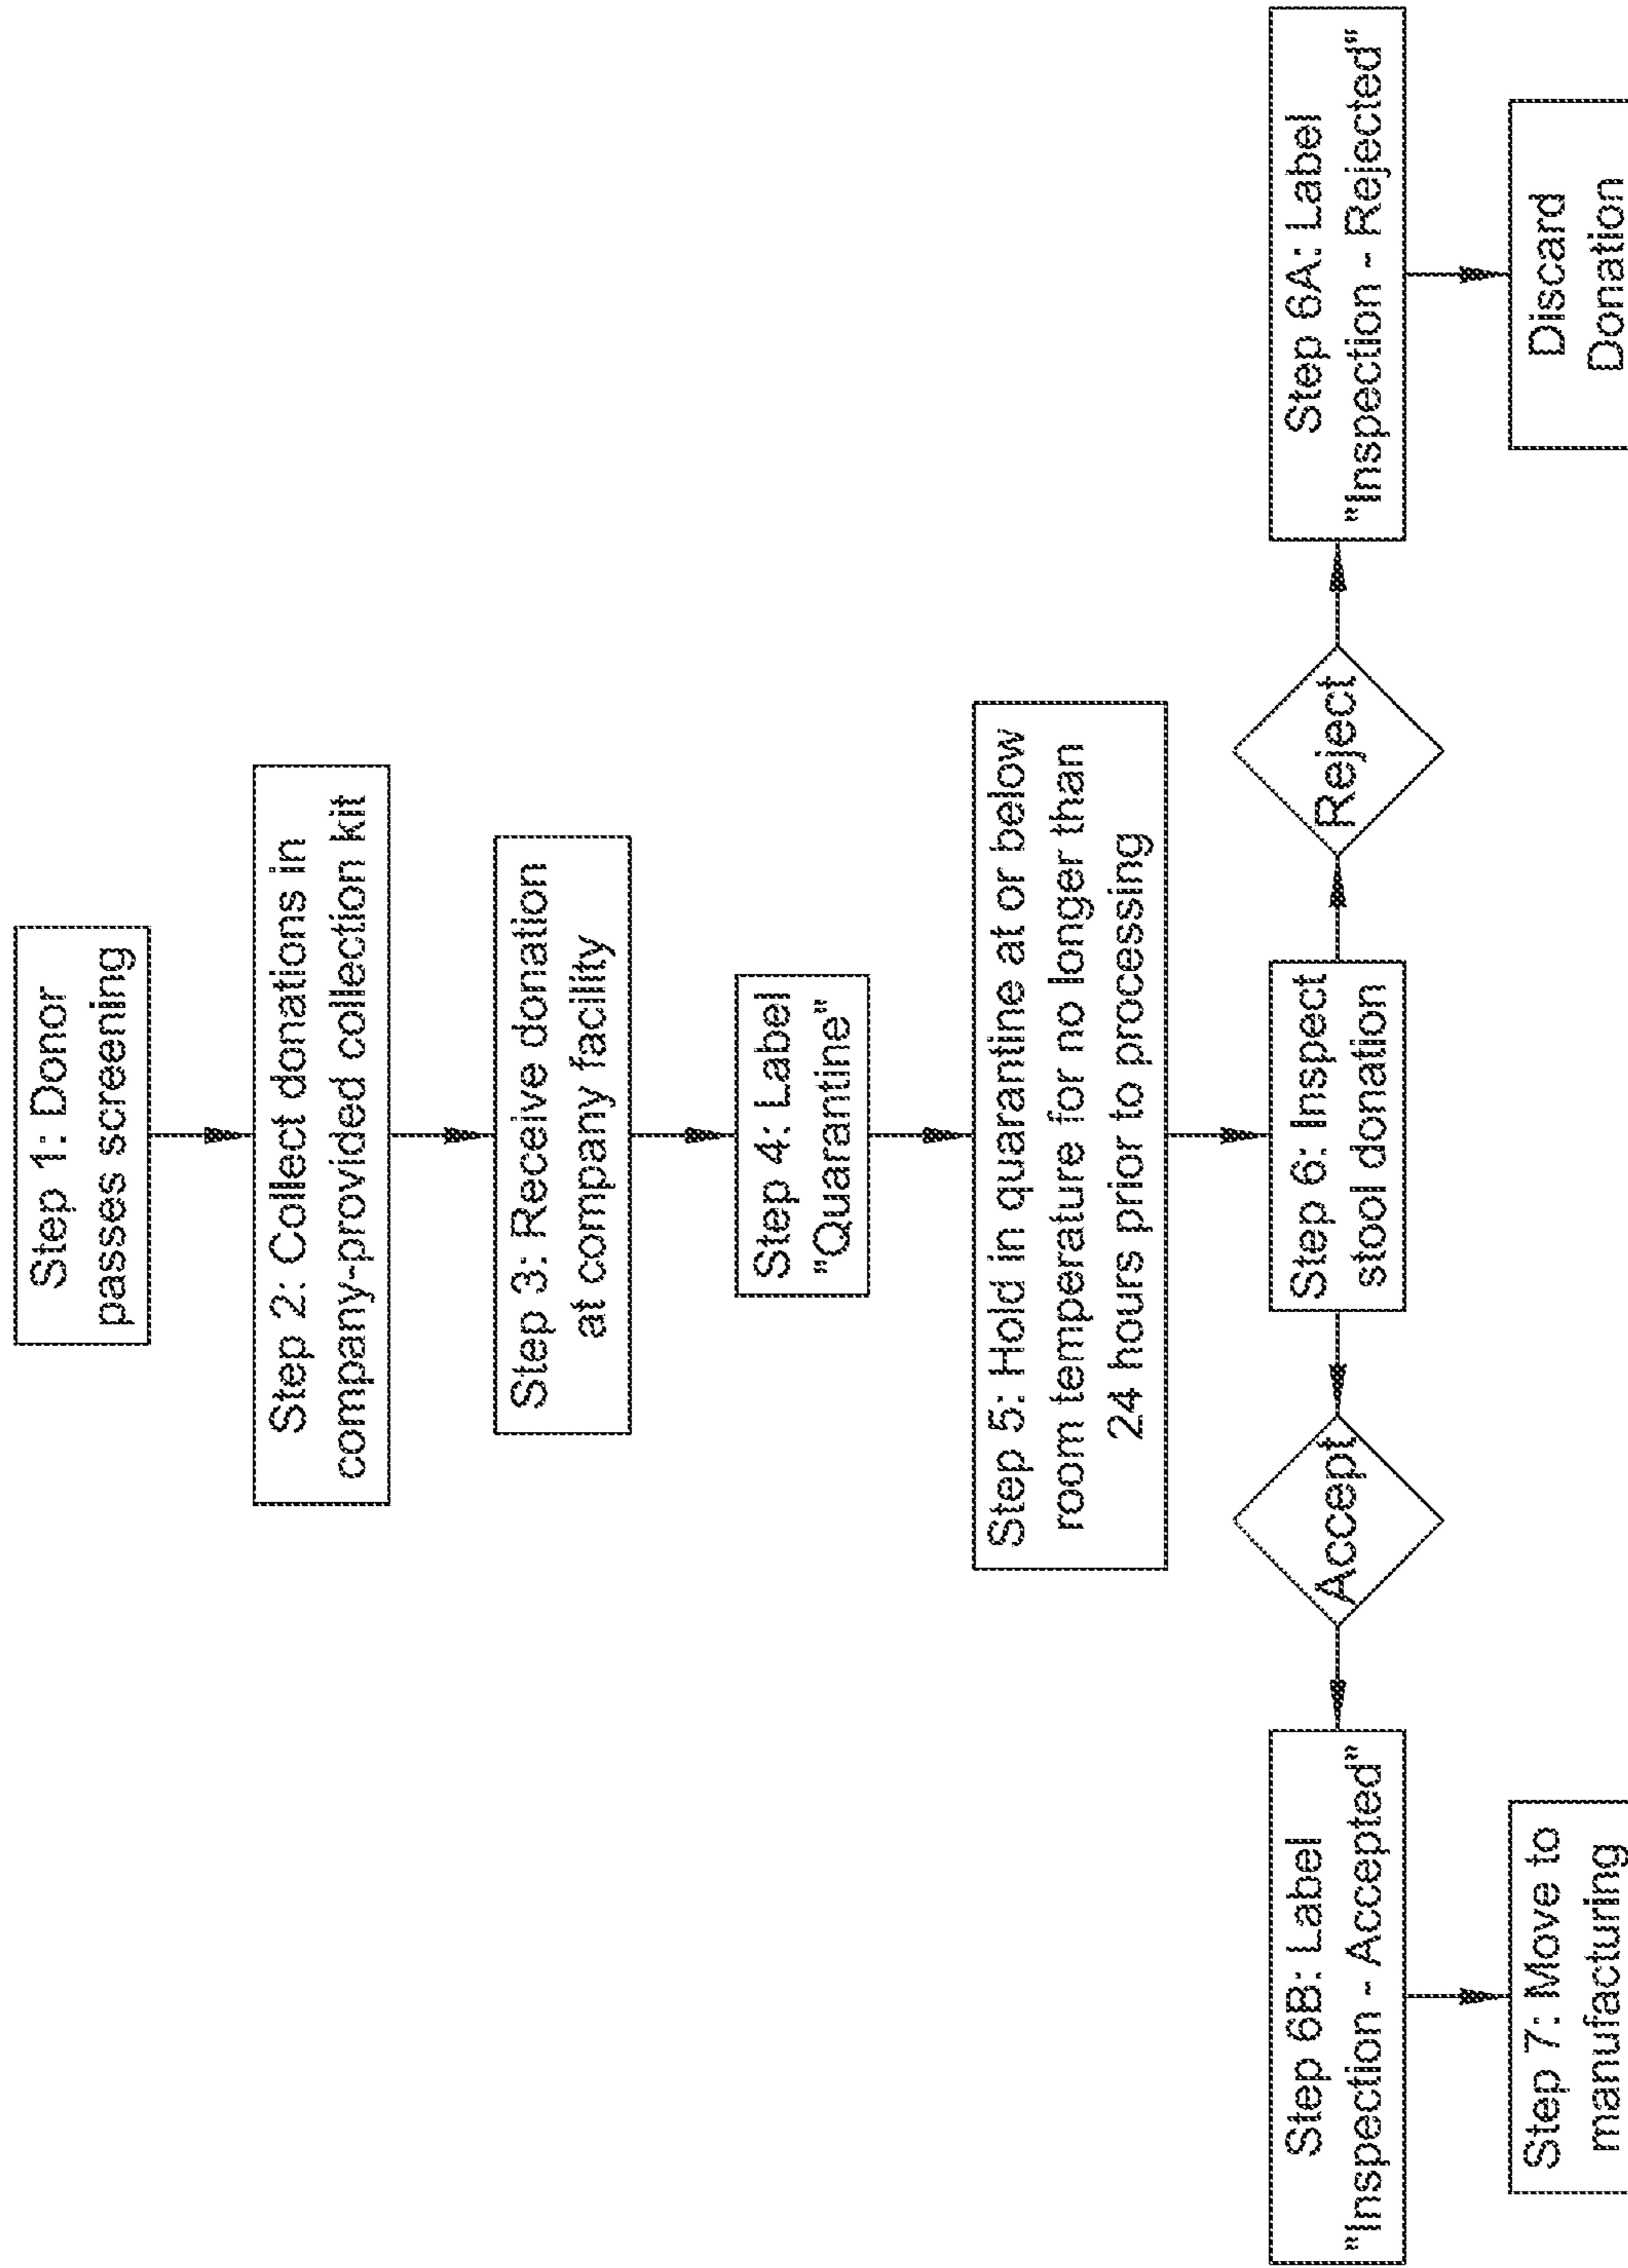 Step 1: Donor
passes screening
Step 2: Collect donations in
company-provided collection kit
Step 3: Receive donation
at company facility
Step 4: Label
"Quarantine"
Step 5: Hold in quarantine at or below
room temperature for no longer than
24 hours prior to processing
Step 6: Inspect
stool donation
Accept
Reject
Step 6B: Label
"Inspection - Accepted"
Step 6A: Label
"Inspection - Rejected"
Step 7: Move to
manufacturing
Discard
Donation